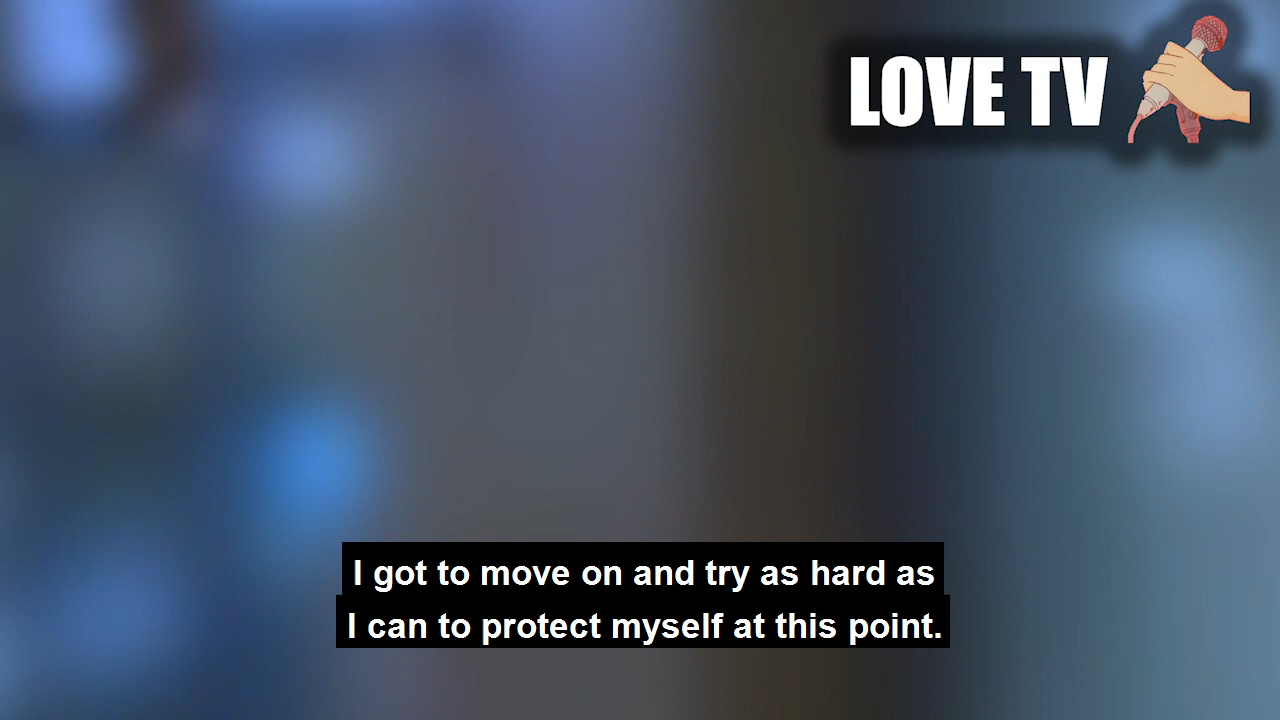 LOVE TV
I got to move on and try as hard as
I can to protect myself at this point.